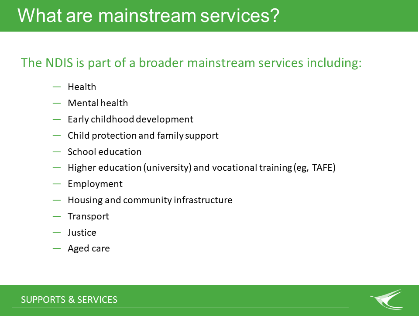 What are mainstream services?
The NDIS is part of a broader mainstream services including:
— Health
— Mental health
— Early childhood development
— Child protection and family support
— School education
— Higher education (university) and vocational training (eg, TAFE)
— Employment
— Housing and community infrastructure
— Transport
— Justice
— Aged care
SUPPORTS & SERVICES